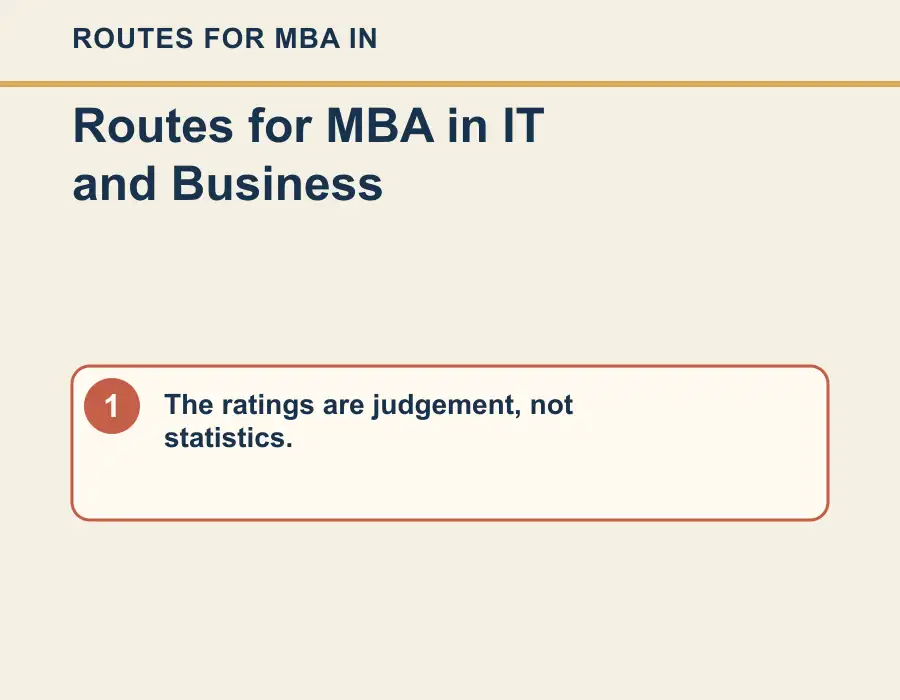 ROUTES FOR MBA IN
Routes for MBA in IT
and Business
1
The ratings are judgement, not
statistics.